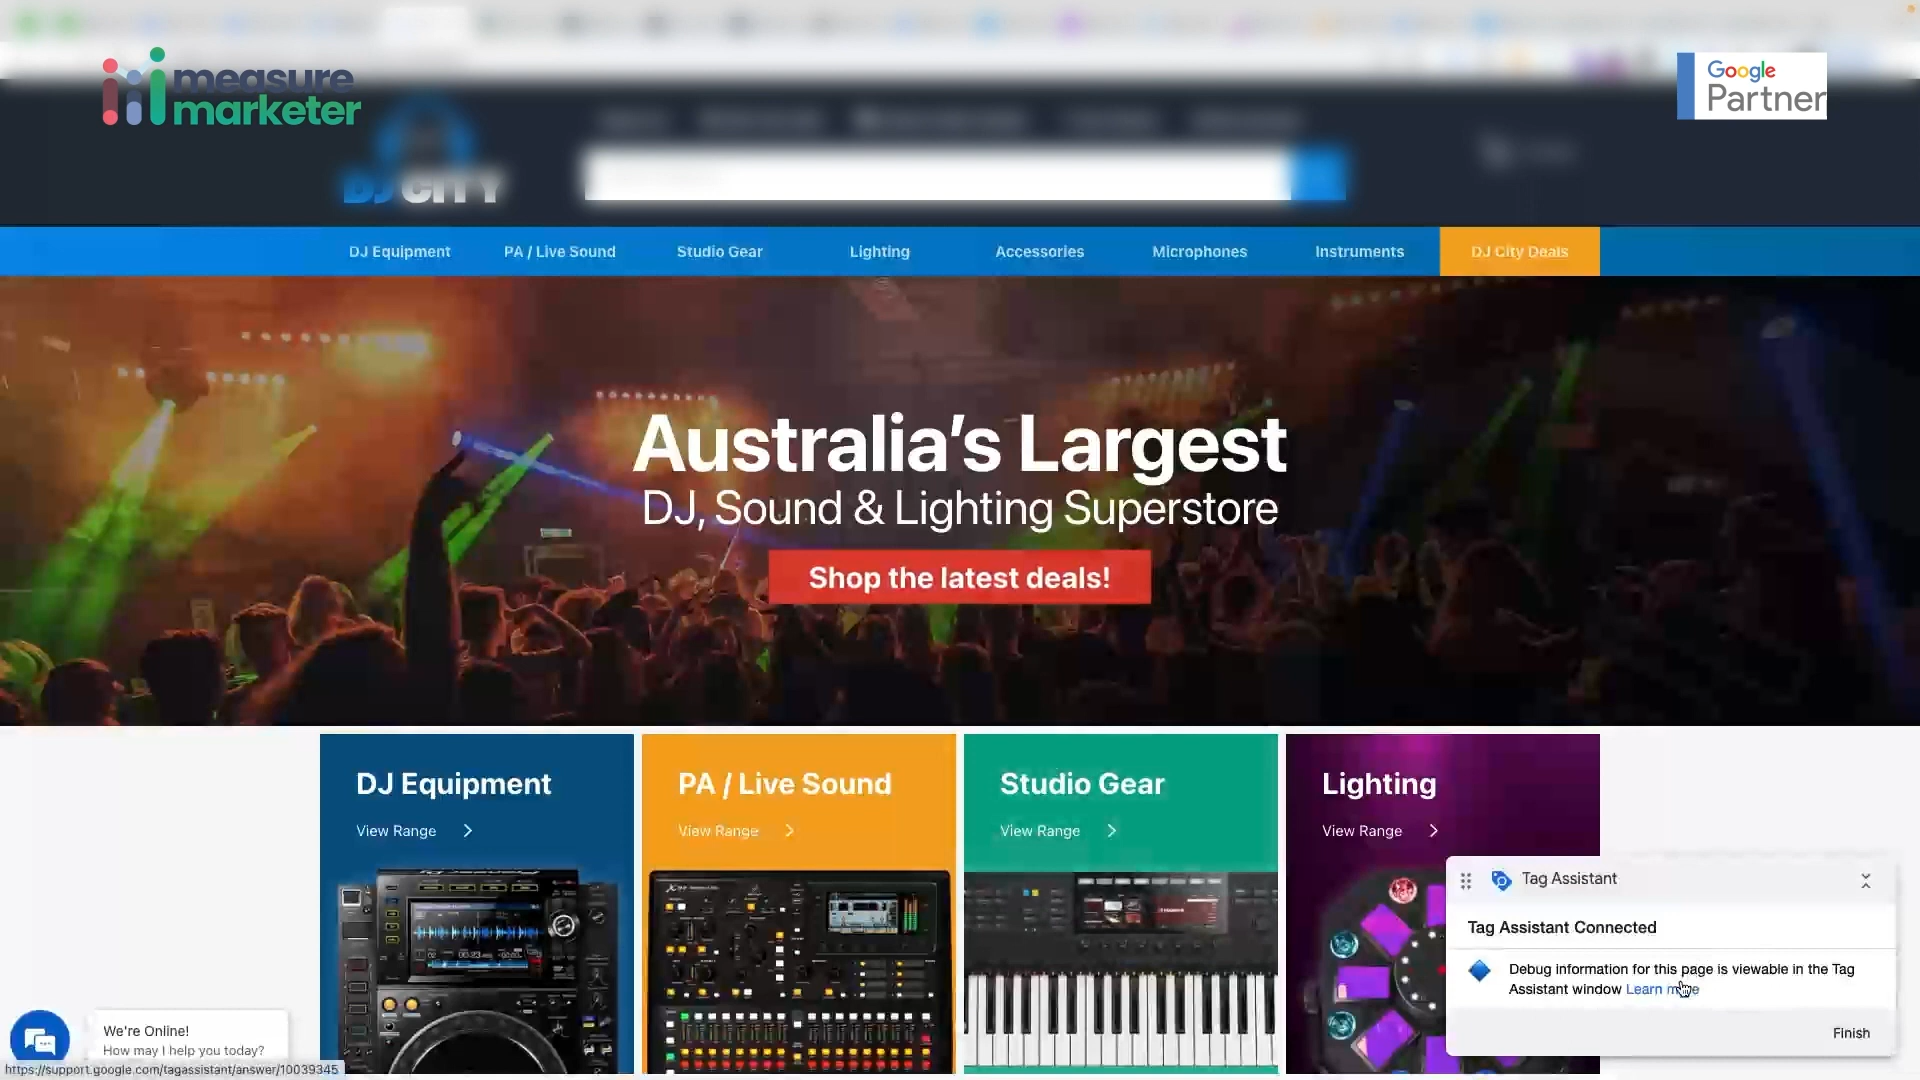 measure
marketer
Google
Partner
DJ CITY
DJ Equipment
PA / Live Sound
Studio Gear
Lighting
Accessories
Microphones
Instruments
DJ City Deals
Australia's Largest
DJ, Sound & Lighting Superstore
Shop the latest deals!
DJ Equipment
View Range
PA / Live Sound
View Range
Studio Gear
View Range
Lighting
View Range
Tag Assistant
Tag Assistant Connected
Debug information for this page is viewable in the Tag
Assistant window Learn more
Finish
We're Online!
How may I help you today?
https://support.google.com/tagassistant/answer/10039345